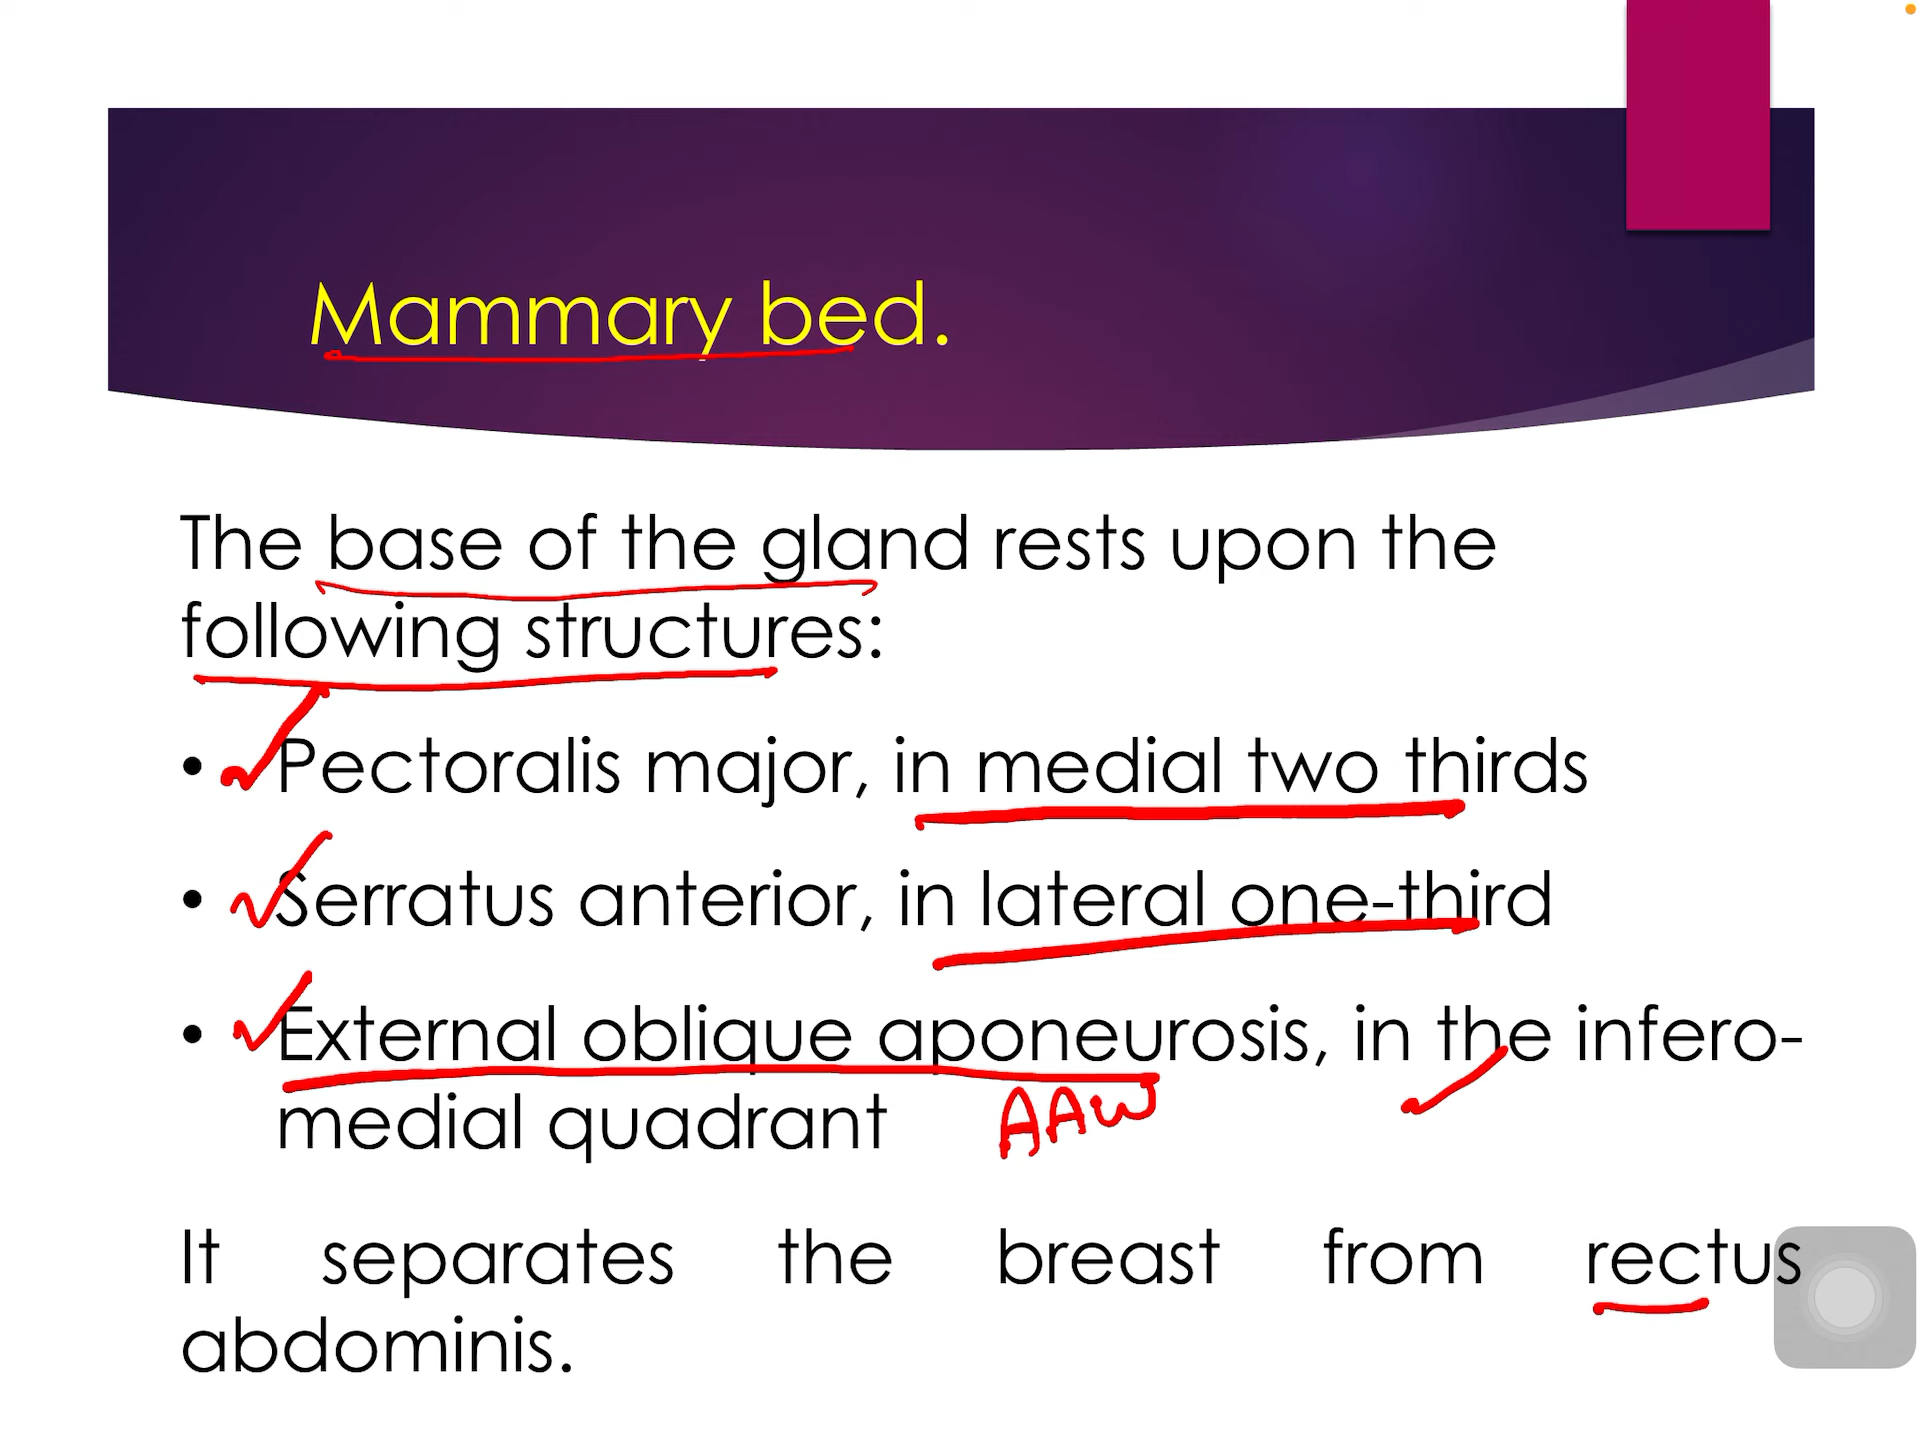 Mammary bed.
The base of the gland rests upon the
following structures:
• Pectoralis major, in medial two thirds
• Serratus anterior, in lateral one-third
• External oblique aponeurosis, in the infero-
medial quadrant
AAW
It separates the breast from rectus
abdominis.